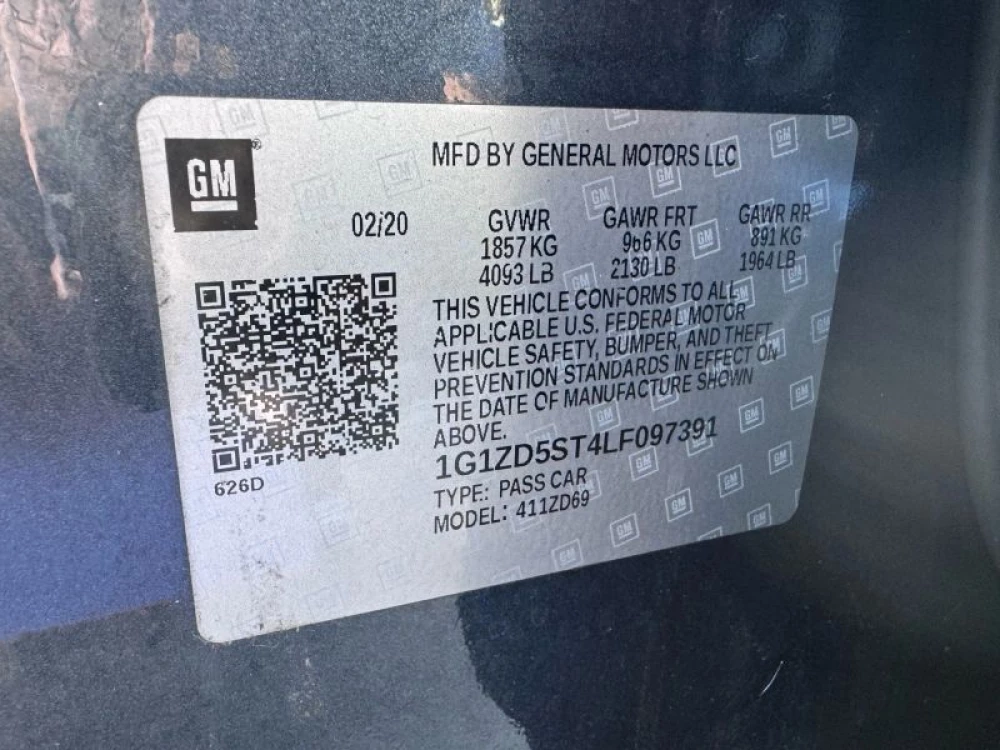 GM
MFD BY GENERAL MOTORS LLC
02/20
GVWR GAWR FRT GAWR RR
1857 KG 966 KG 891 KG
4093 LB 2130 LB 1964 LB
THIS VEHICLE CONFORMS TO ALL
APPLICABLE U.S. FEDERAL MOTOR
VEHICLE SAFETY, BUMPER, AND THEFT
PREVENTION STANDARDS IN EFFECT ON
THE DATE OF MANUFACTURE SHOWN
ABOVE.
1G1ZD5ST4LF097391
626D
TYPE: PASS CAR
MODEL: 411ZD69